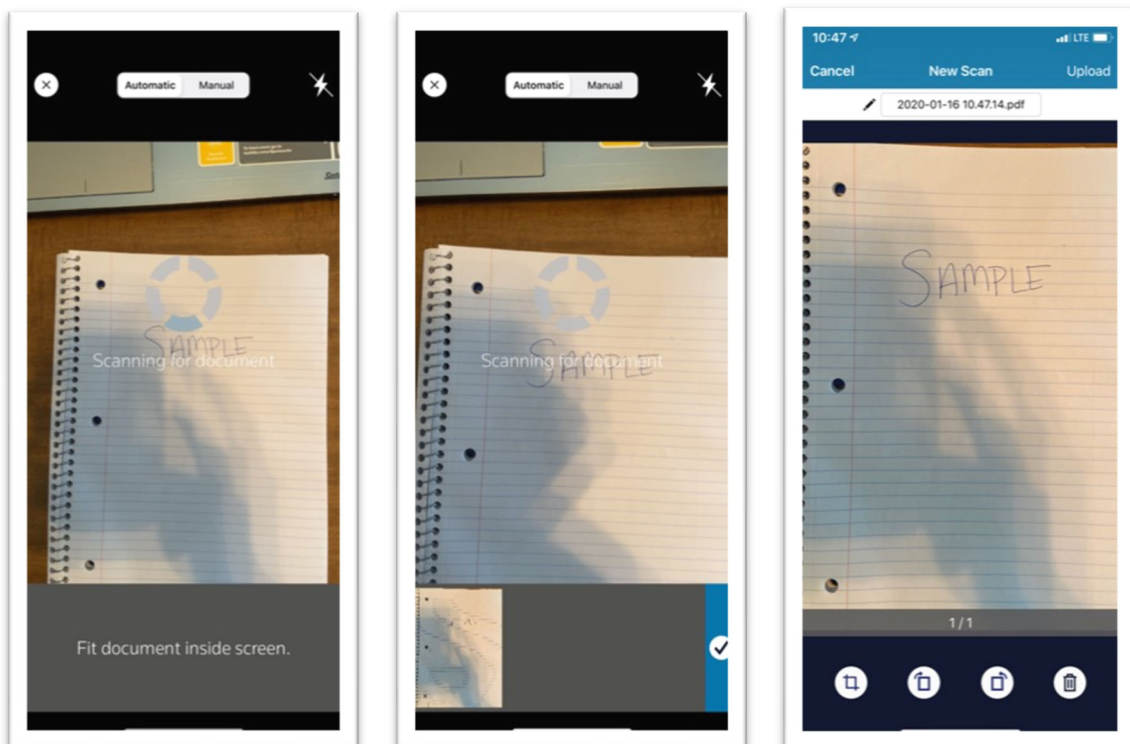 Automatic Manual
SAMPLE
Scanning for document
Fit document inside screen.
Automatic Manual
Scanning for document
SAMPLE
10:47 LTE
Cancel New Scan Upload
2020-01-16 10.47.14.pdf
SAMPLE
1/1